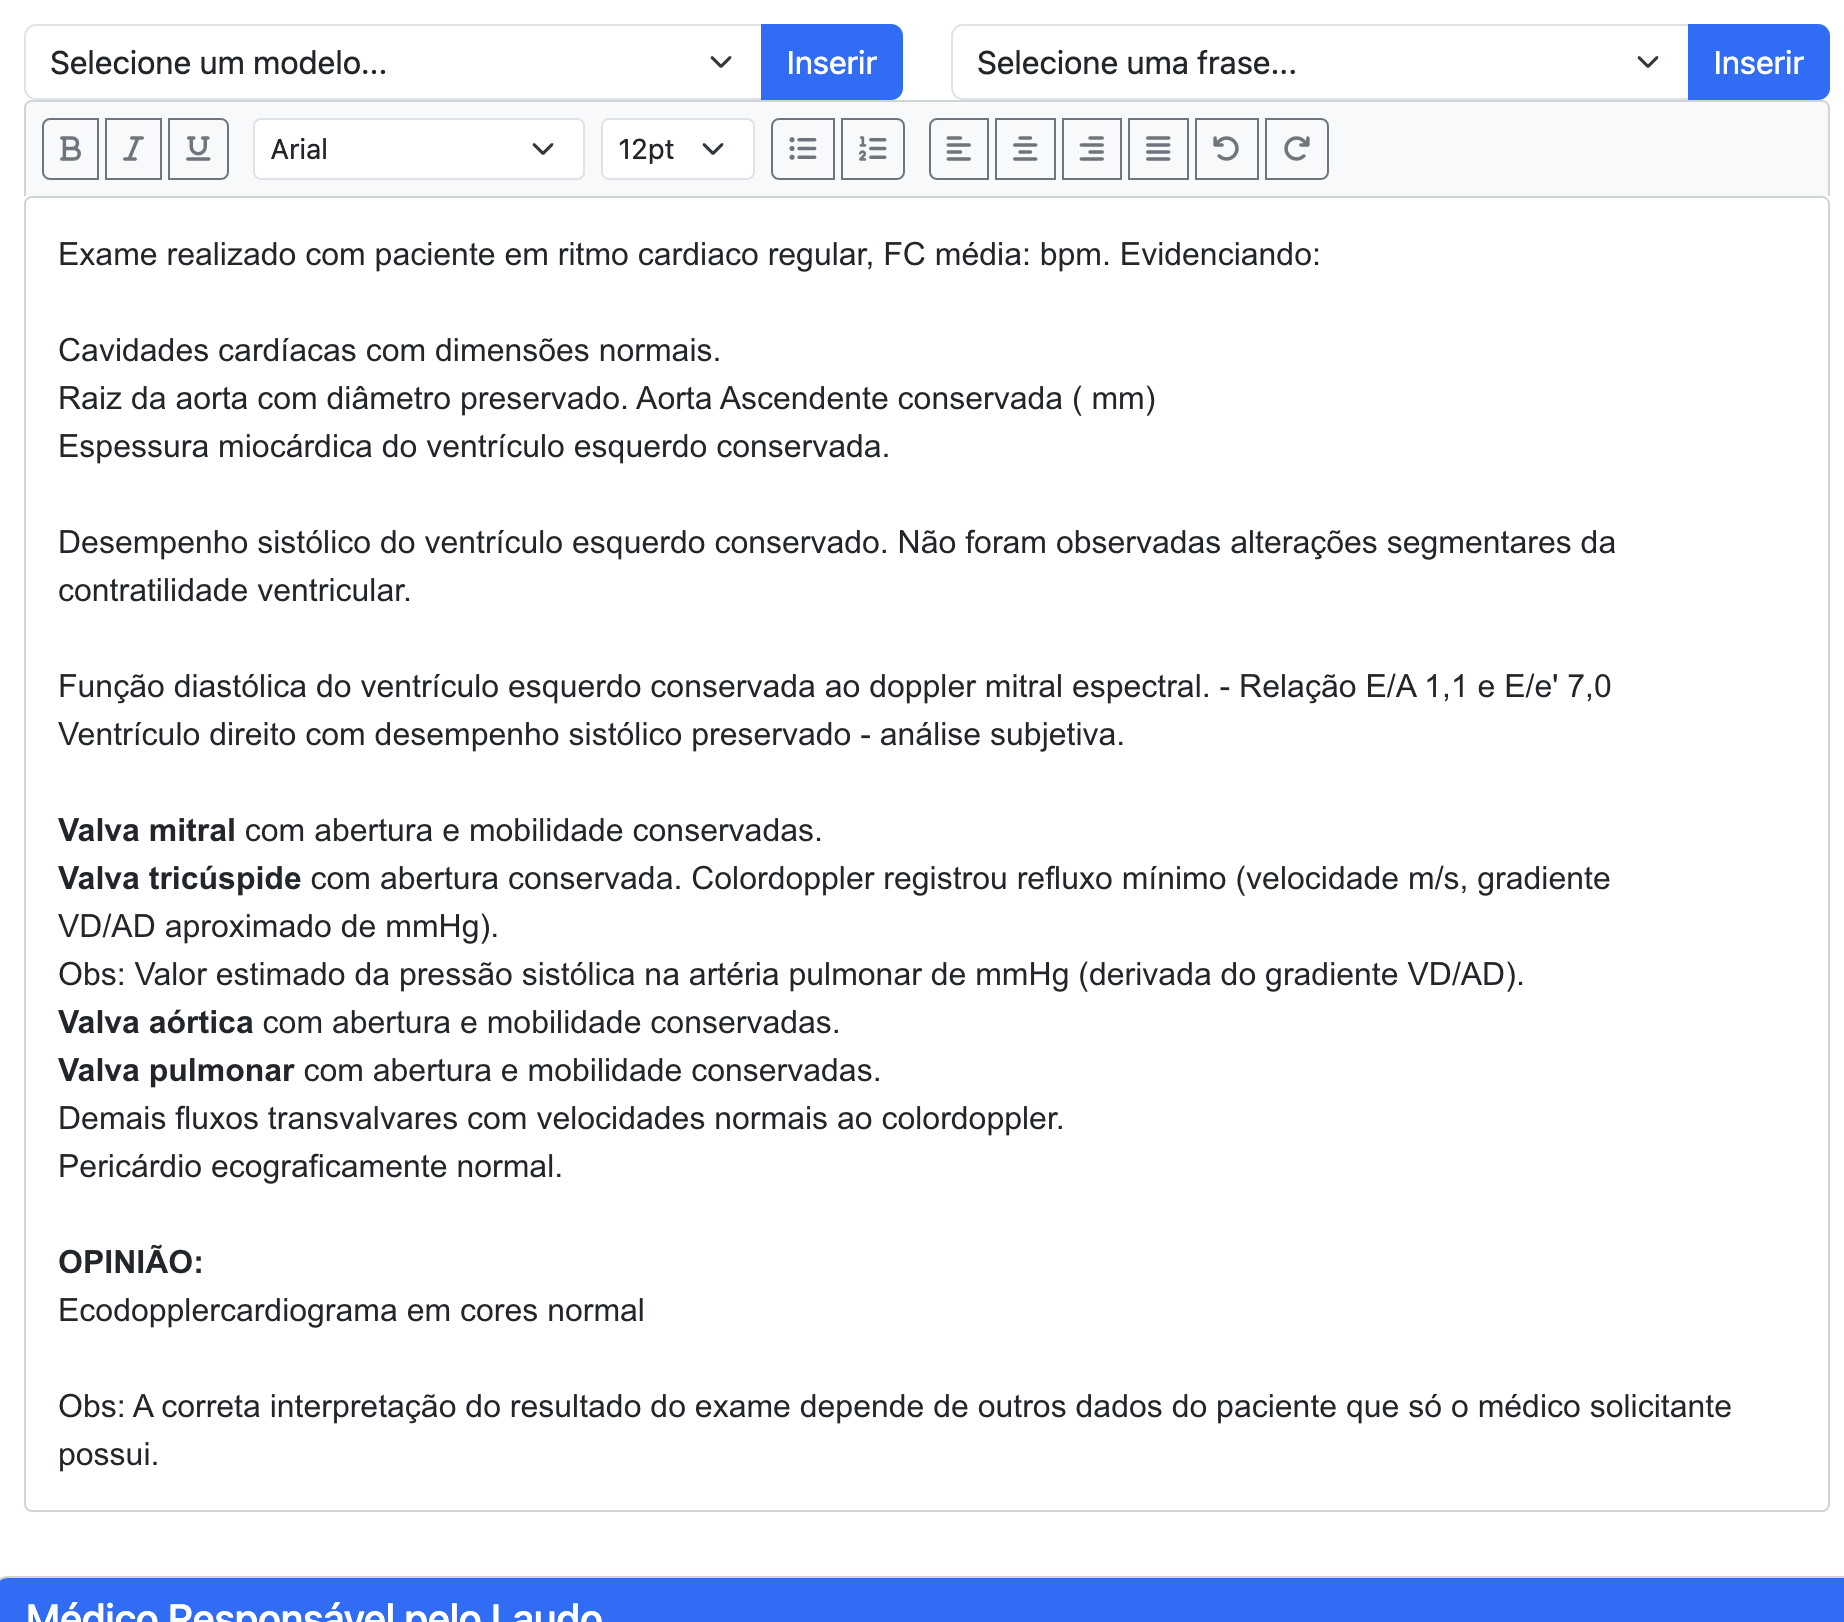 Selecione um modelo... Inserir Selecione uma frase... Inserir
B I U Arial 12pt
Exame realizado com paciente em ritmo cardiaco regular, FC média: bpm. Evidenciando:
Cavidades cardíacas com dimensões normais.
Raiz da aorta com diâmetro preservado. Aorta Ascendente conservada ( mm)
Espessura miocárdica do ventrículo esquerdo conservada.
Desempenho sistólico do ventrículo esquerdo conservado. Não foram observadas alterações segmentares da
contratilidade ventricular.
Função diastólica do ventrículo esquerdo conservada ao doppler mitral espectral. - Relação E/A 1,1 e E/e' 7,0
Ventrículo direito com desempenho sistólico preservado - análise subjetiva.
Valva mitral com abertura e mobilidade conservadas.
Valva tricúspide com abertura conservada. Colordoppler registrou refluxo mínimo (velocidade m/s, gradiente
VD/AD aproximado de mmHg).
Obs: Valor estimado da pressão sistólica na artéria pulmonar de mmHg (derivada do gradiente VD/AD).
Valva aórtica com abertura e mobilidade conservadas.
Valva pulmonar com abertura e mobilidade conservadas.
Demais fluxos transvalvares com velocidades normais ao colordoppler.
Pericárdio ecograficamente normal.
OPINIÃO:
Ecodopplercardiograma em cores normal
Obs: A correta interpretação do resultado do exame depende de outros dados do paciente que só o médico solicitante
possui.
Médico Responsável pelo Laudo